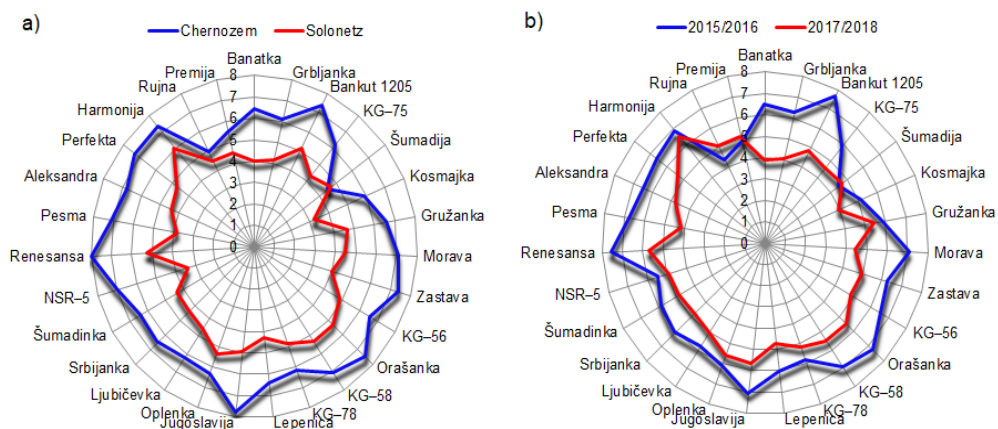 a)
Chernozem Solonetz
Banatka
Grbljanka
Bankut 1205
KG–75
Šumadija
Kosmajka
Gružanka
Morava
Zastava
KG–56
Orašanka
KG–58
KG–78
Lepenica
Jugoslavija
Oplenka
Ljubičevka
Srbijanka
Šumadinka
NSR–5
Renesansa
Pesma
Aleksandra
Perfekta
Harmonija
Rujna
Premija
8
7
6
5
4
3
2
1
0
b)
2015/2016 2017/2018
Banatka
Grbljanka
Bankut 1205
KG–75
Šumadija
Kosmajka
Gružanka
Morava
Zastava
KG–56
Orašanka
KG–58
KG–78
Lepenica
Jugoslavija
Oplenka
Ljubičevka
Srbijanka
Šumadinka
NSR–5
Renesansa
Pesma
Aleksandra
Perfekta
Harmonija
Rujna
Premija
8
7
6
5
4
3
2
1
0